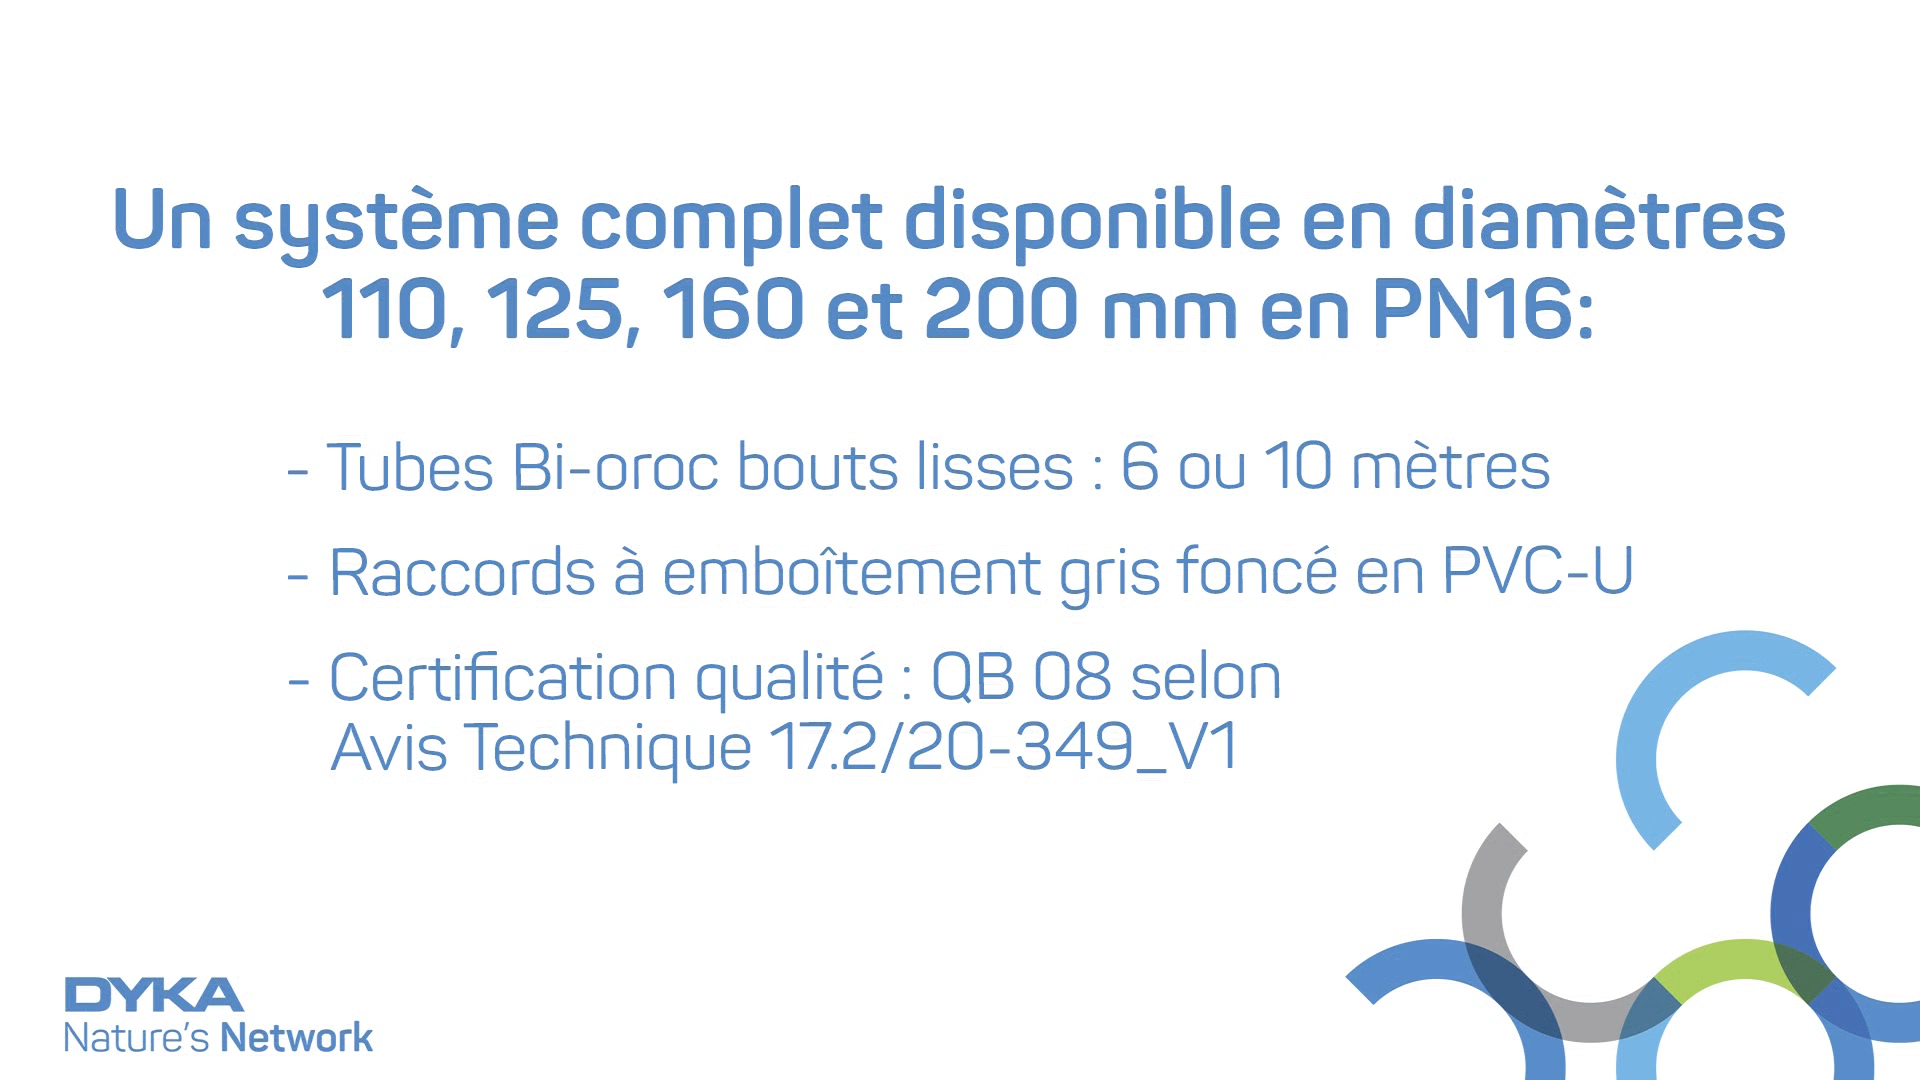 Un système complet disponible en diamètres
110, 125, 160 et 200 mm en PN16:
- Tubes Bi-oroc bouts lisses : 6 ou 10 mètres
- Raccords à emboîtement gris foncé en PVC-U
- Certification qualité : QB 08 selon
Avis Technique 17.2/20-349_V1
DYKA
Nature's Network